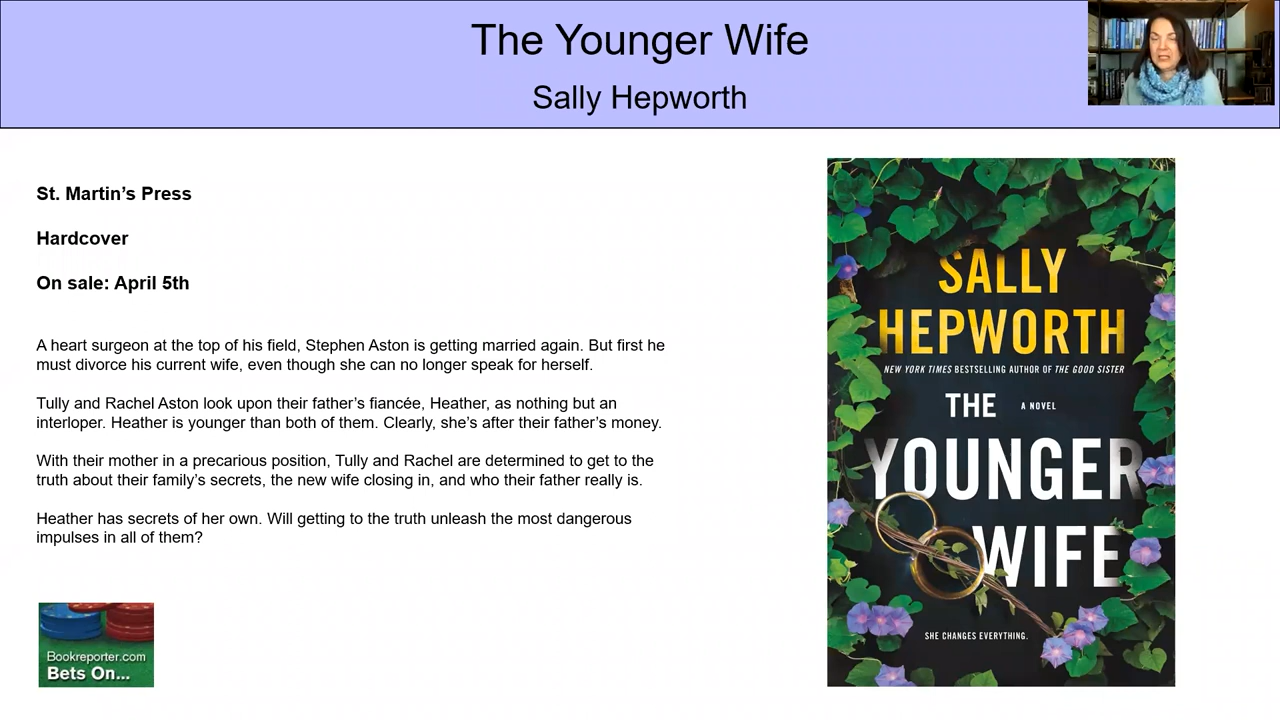 The Younger Wife
Sally Hepworth
St. Martin’s Press
Hardcover
On sale: April 5th
A heart surgeon at the top of his field, Stephen Aston is getting married again. But first he
must divorce his current wife, even though she can no longer speak for herself.
Tully and Rachel Aston look upon their father’s fiancée, Heather, as nothing but an
interloper. Heather is younger than both of them. Clearly, she’s after their father’s money.
With their mother in a precarious position, Tully and Rachel are determined to get to the
truth about their family’s secrets, the new wife closing in, and who their father really is.
Heather has secrets of her own. Will getting to the truth unleash the most dangerous
impulses in all of them?
Bookreporter.com
Bets On...
SALLY
HEPWORTH
NEW YORK TIMES BESTSELLING AUTHOR OF THE GOOD SISTER
THE A NOVEL
YOUNGER
WIFE
SHE CHANGES EVERYTHING.